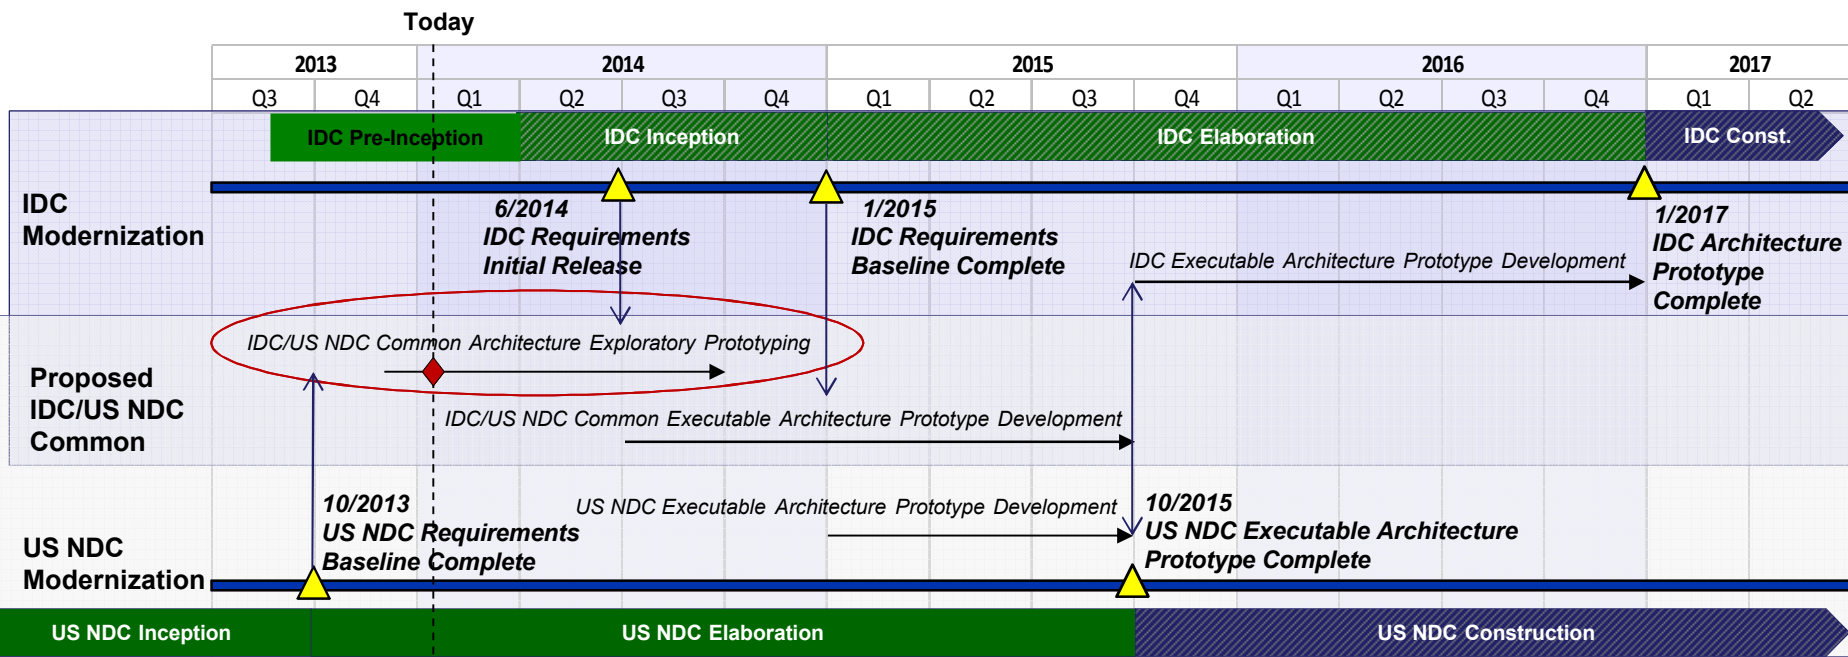 Today
2013 2014 2015 2016 2017
Q3 Q4 Q1 Q2 Q3 Q4 Q1 Q2 Q3 Q4 Q1 Q2 Q3 Q4 Q1 Q2
IDC Pre-Inception IDC Inception IDC Elaboration IDC Const.
IDC
Modernization
6/2014
IDC Requirements
Initial Release
1/2015
IDC Requirements
Baseline Complete
IDC Executable Architecture Prototype Development
1/2017
IDC Architecture
Prototype
Complete
Proposed
IDC/US NDC
Common
IDC/US NDC Common Architecture Exploratory Prototyping
IDC/US NDC Common Executable Architecture Prototype Development
US NDC
Modernization
10/2013
US NDC Requirements
Baseline Complete
US NDC Executable Architecture Prototype Development
10/2015
US NDC Executable Architecture
Prototype Complete
US NDC Inception US NDC Elaboration US NDC Construction